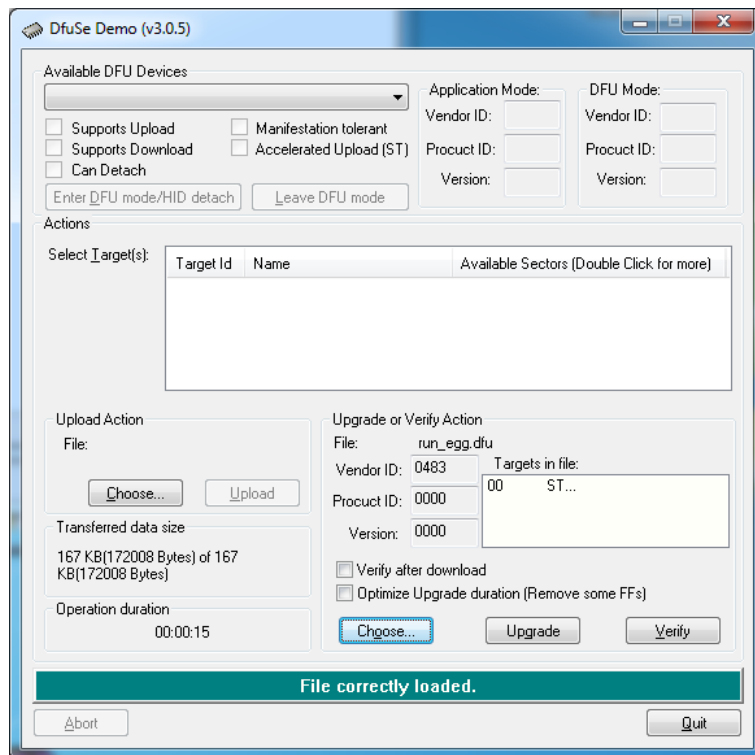 DfuSe Demo (v3.0.5)
Available DFU Devices
Supports Upload
Manifestation tolerant
Supports Download
Accelerated Upload (ST)
Can Detach
Enter DFU mode/HID detach
Leave DFU mode
Application Mode:
Vendor ID:
Procuct ID:
Version:
DFU Mode:
Vendor ID:
Procuct ID:
Version:
Actions
Select Target(s):
Target Id Name Available Sectors (Double Click for more)
Upload Action
File:
Choose... Upload
Transferred data size
167 KB(172008 Bytes) of 167
KB(172008 Bytes)
Operation duration
00:00:15
Upgrade or Verify Action
File: run_egg.dfu
Vendor ID: 0483
Procuct ID: 0000
Version: 0000
Targets in file:
00 ST...
Verify after download
Optimize Upgrade duration (Remove some FFs)
Choose... Upgrade Verify
File correctly loaded.
Abort Quit